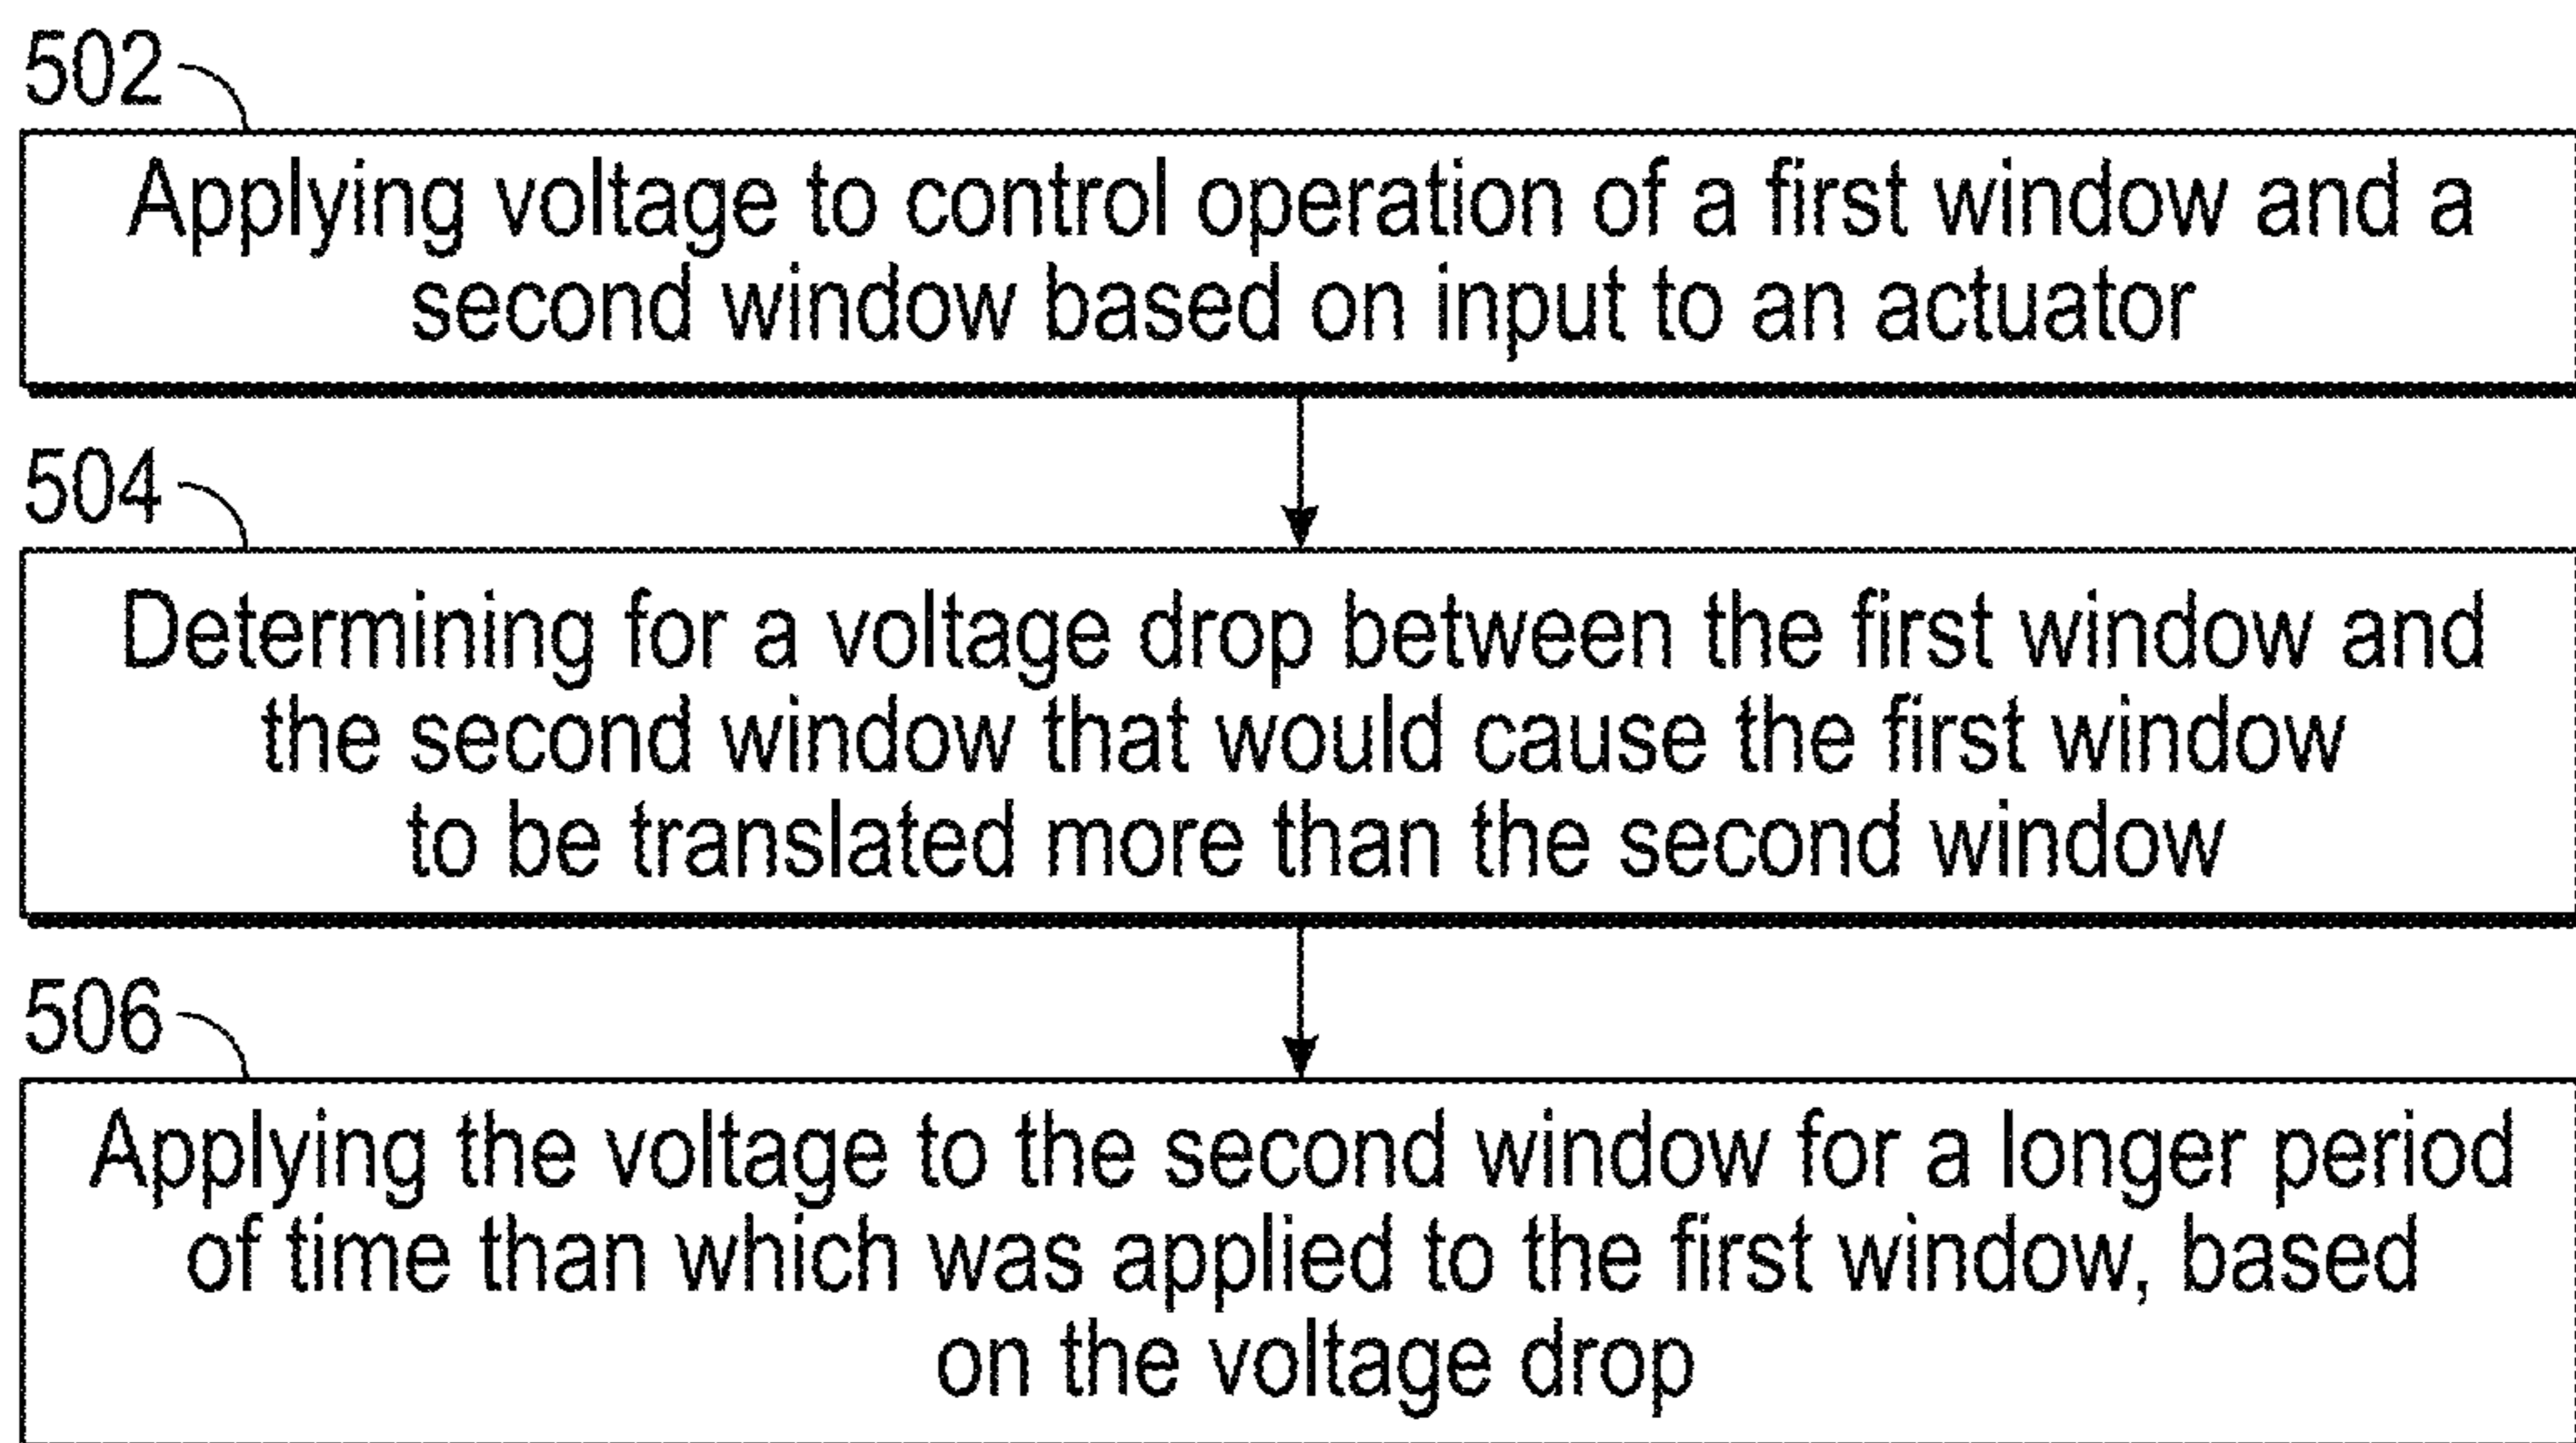 502
Applying voltage to control operation of a first window and a
second window based on input to an actuator
504
Determining for a voltage drop between the first window and
the second window that would cause the first window
to be translated more than the second window
506
Applying the voltage to the second window for a longer period
of time than which was applied to the first window, based
on the voltage drop